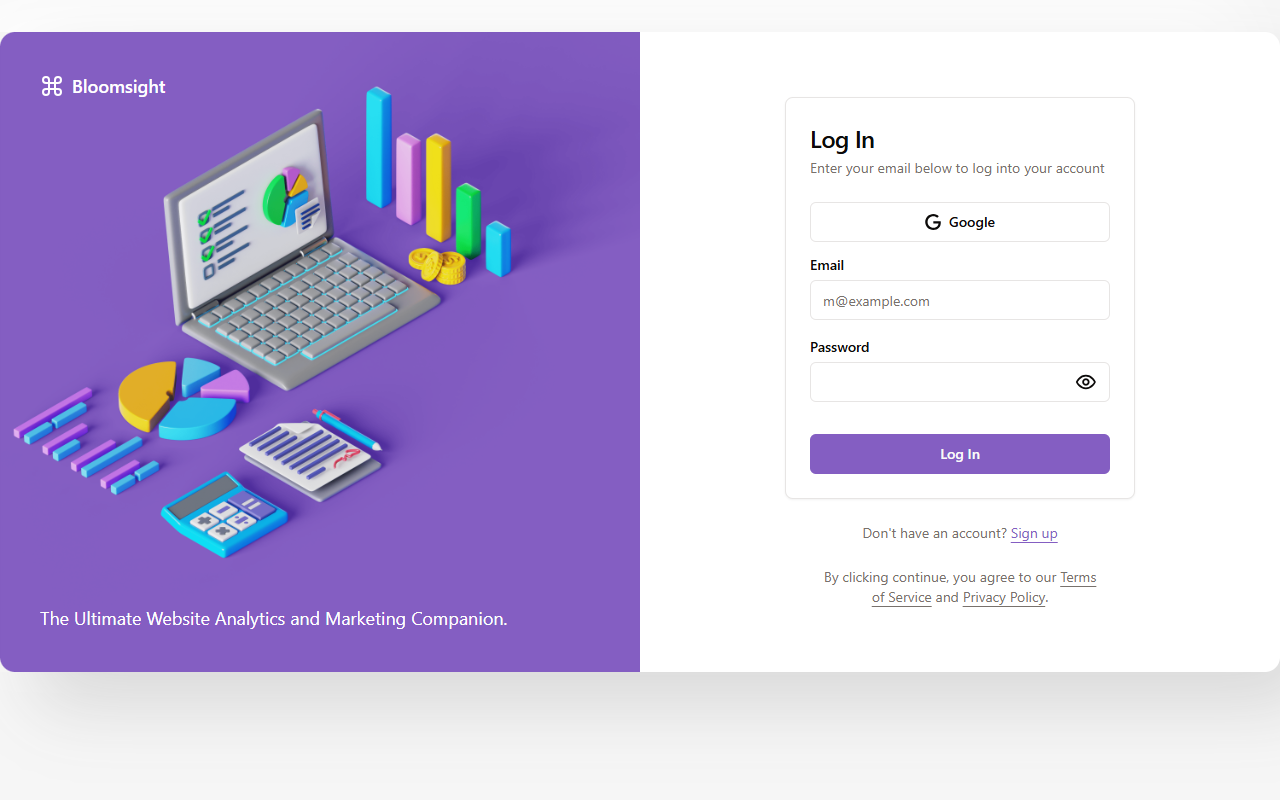 Bloomsight
The Ultimate Website Analytics and Marketing Companion.
Log In
Enter your email below to log into your account
Google
Email
m@example.com
Password
Log In
Don't have an account? Sign up
By clicking continue, you agree to our Terms
of Service and Privacy Policy.